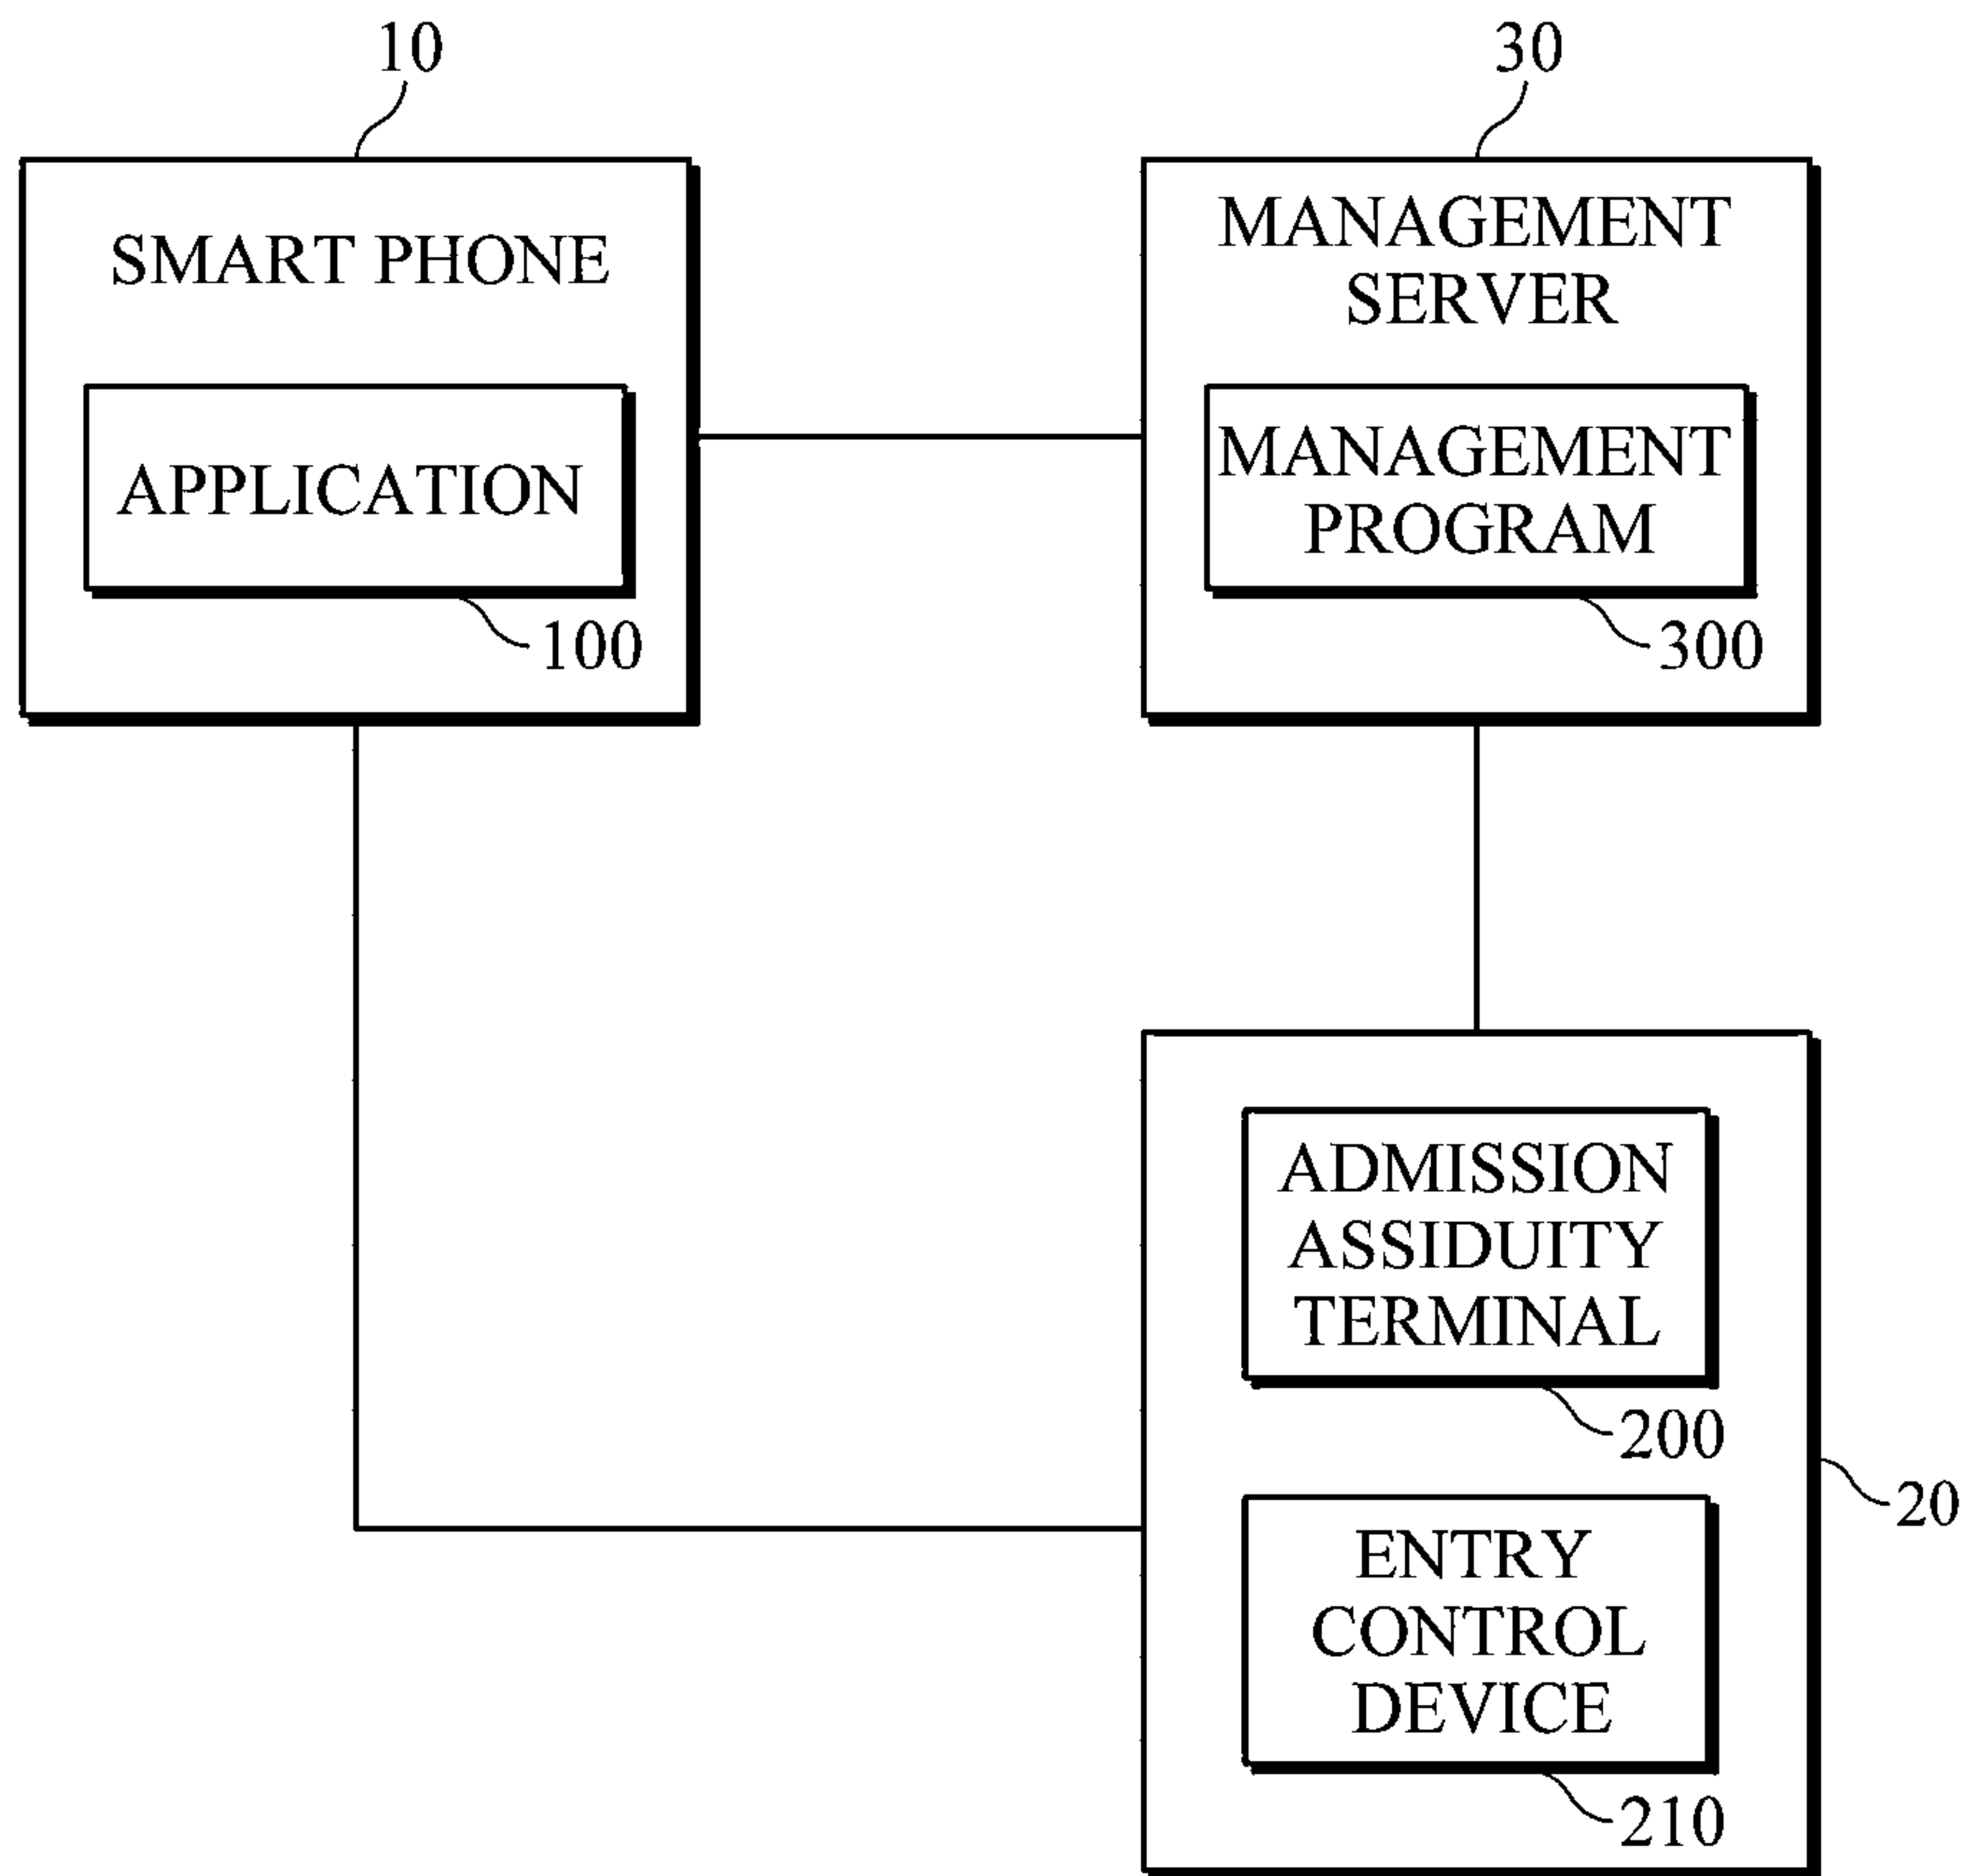 10
SMART PHONE
APPLICATION
100
30
MANAGEMENT
SERVER
MANAGEMENT
PROGRAM
300
ADMISSION
ASSIDUITY
TERMINAL
200
20
ENTRY
CONTROL
DEVICE
210